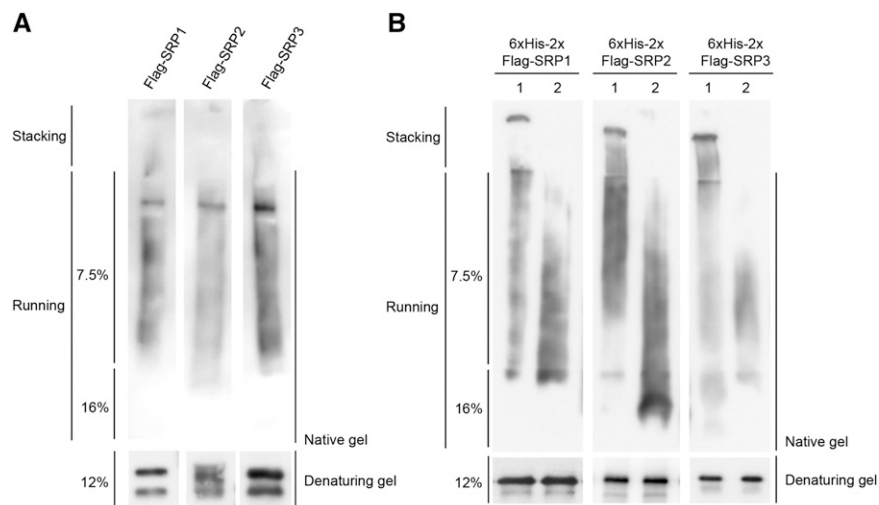 A
Flag-SRP1
Flag-SRP2
Flag-SRP3
Stacking
Running
7.5%
16%
Native gel
12%
Denaturing gel
B
6xHis-2x
Flag-SRP1
6xHis-2x
Flag-SRP2
6xHis-2x
Flag-SRP3
1 2 1 2 1 2
Stacking
Running
7.5%
16%
Native gel
12%
Denaturing gel